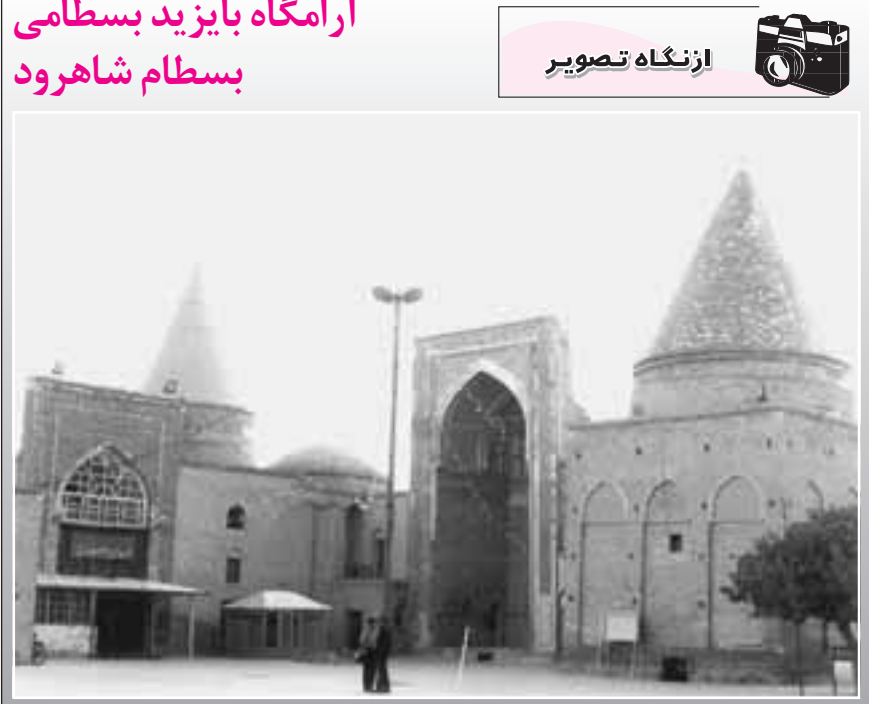 آرامگاه بایزید بسطامی
بسطام شاهرود
ازنگاه تصویر